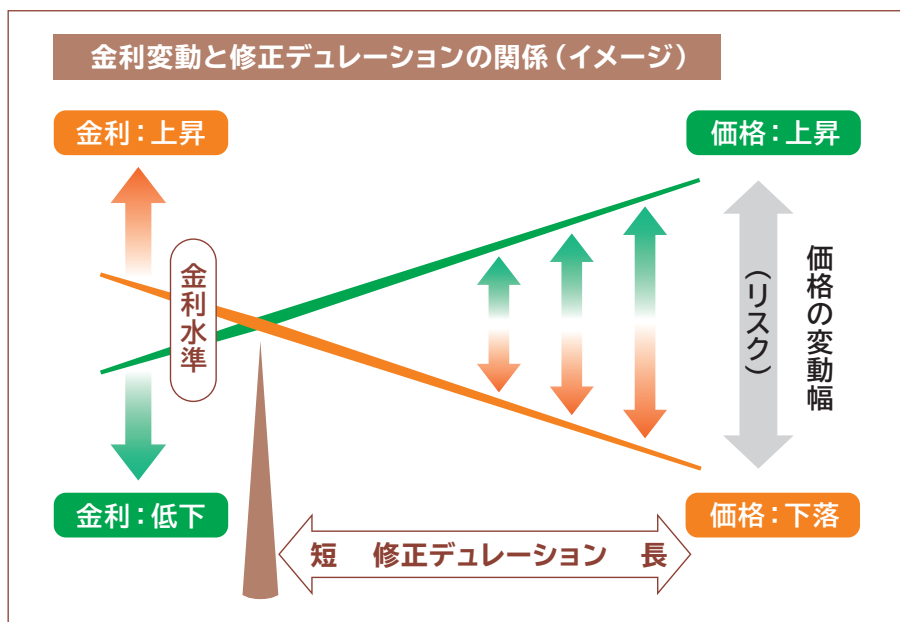 金利変動と修正デュレーションの関係(イメージ)
金利:上昇
価格:上昇
金利水準
価格の変動幅
(リスク)
金利:低下
価格:下落
短 修正デュレーション 長